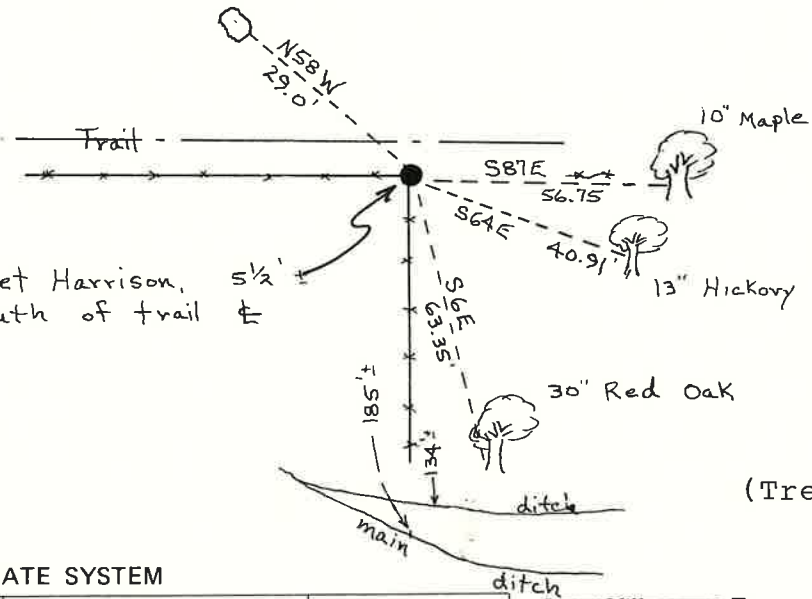 N58W
29.0'
Trail
10" Maple
S87E
56.75
S64E
40.91'
13" Hickory
et Harrison, 5½' ±
uth of trail ℄
S6E
63.35'
30" Red Oak
185'±
134'±
ditch
main
ditch
(Tre
ATE SYSTEM